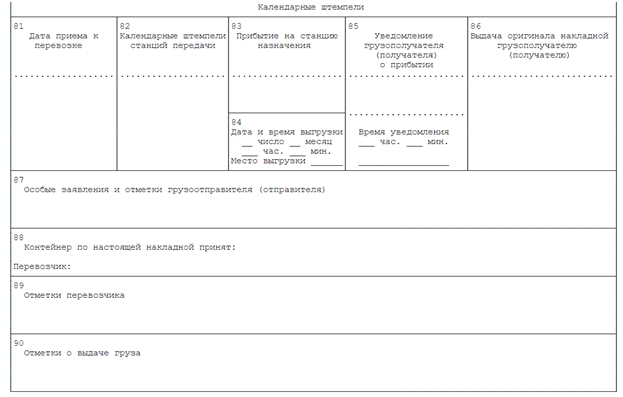 Календарные штемпели
81
Дата приема к
перевозке
82
Календарные штемпели
станций передачи
83
Прибытие на станцию
назначения
84
Дата и время выгрузки
__ число __ месяц
___ час. ___ мин.
Место выгрузки ______
85
Уведомление
грузополучателя
(получателя)
о прибытии
Время уведомления
___ час. ___ мин.
_________________
86
Выдача оригинала накладной
грузополучателю
(получателю)
87
Особые заявления и отметки грузоотправителя (отправителя)
88
Контейнер по настоящей накладной принят:
Перевозчик:
89
Отметки перевозчика
90
Отметки о выдаче груза